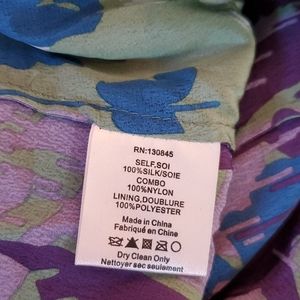 RN:130845
SELF.SOI
100%SILK/SOIE
COMBO
100%NYLON
LINING.DOUBLURE
100%POLYESTER
Made in China
Fabriqué en Chine
Dry Clean Only
Nettoyer sec seulement